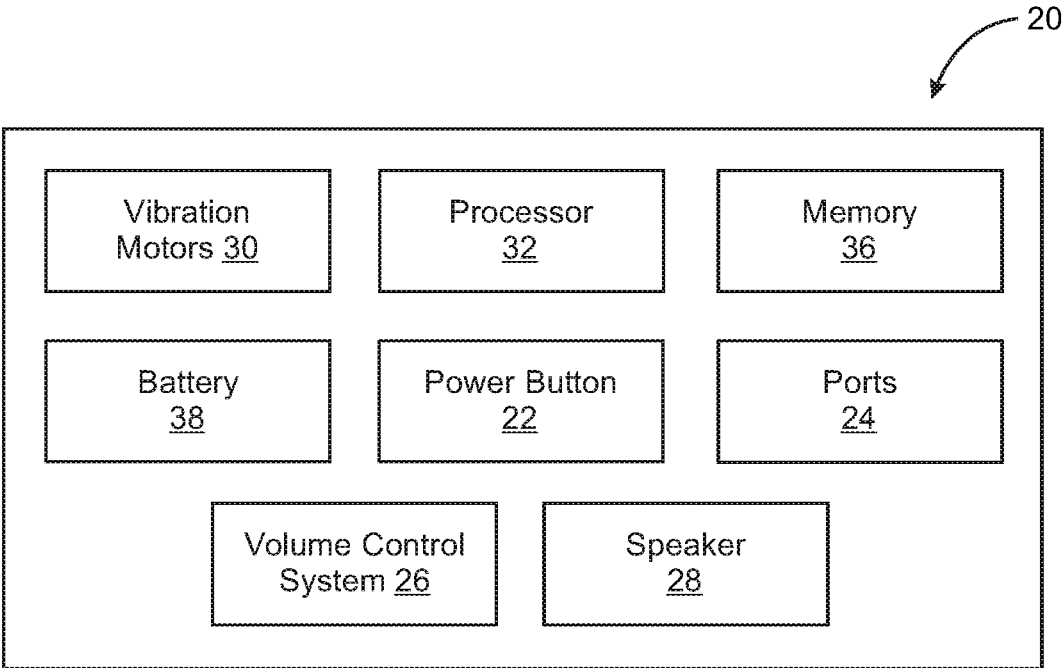 20
Vibration
Motors 30
Processor
32
Memory
36
Battery
38
Power Button
22
Ports
24
Volume Control
System 26
Speaker
28